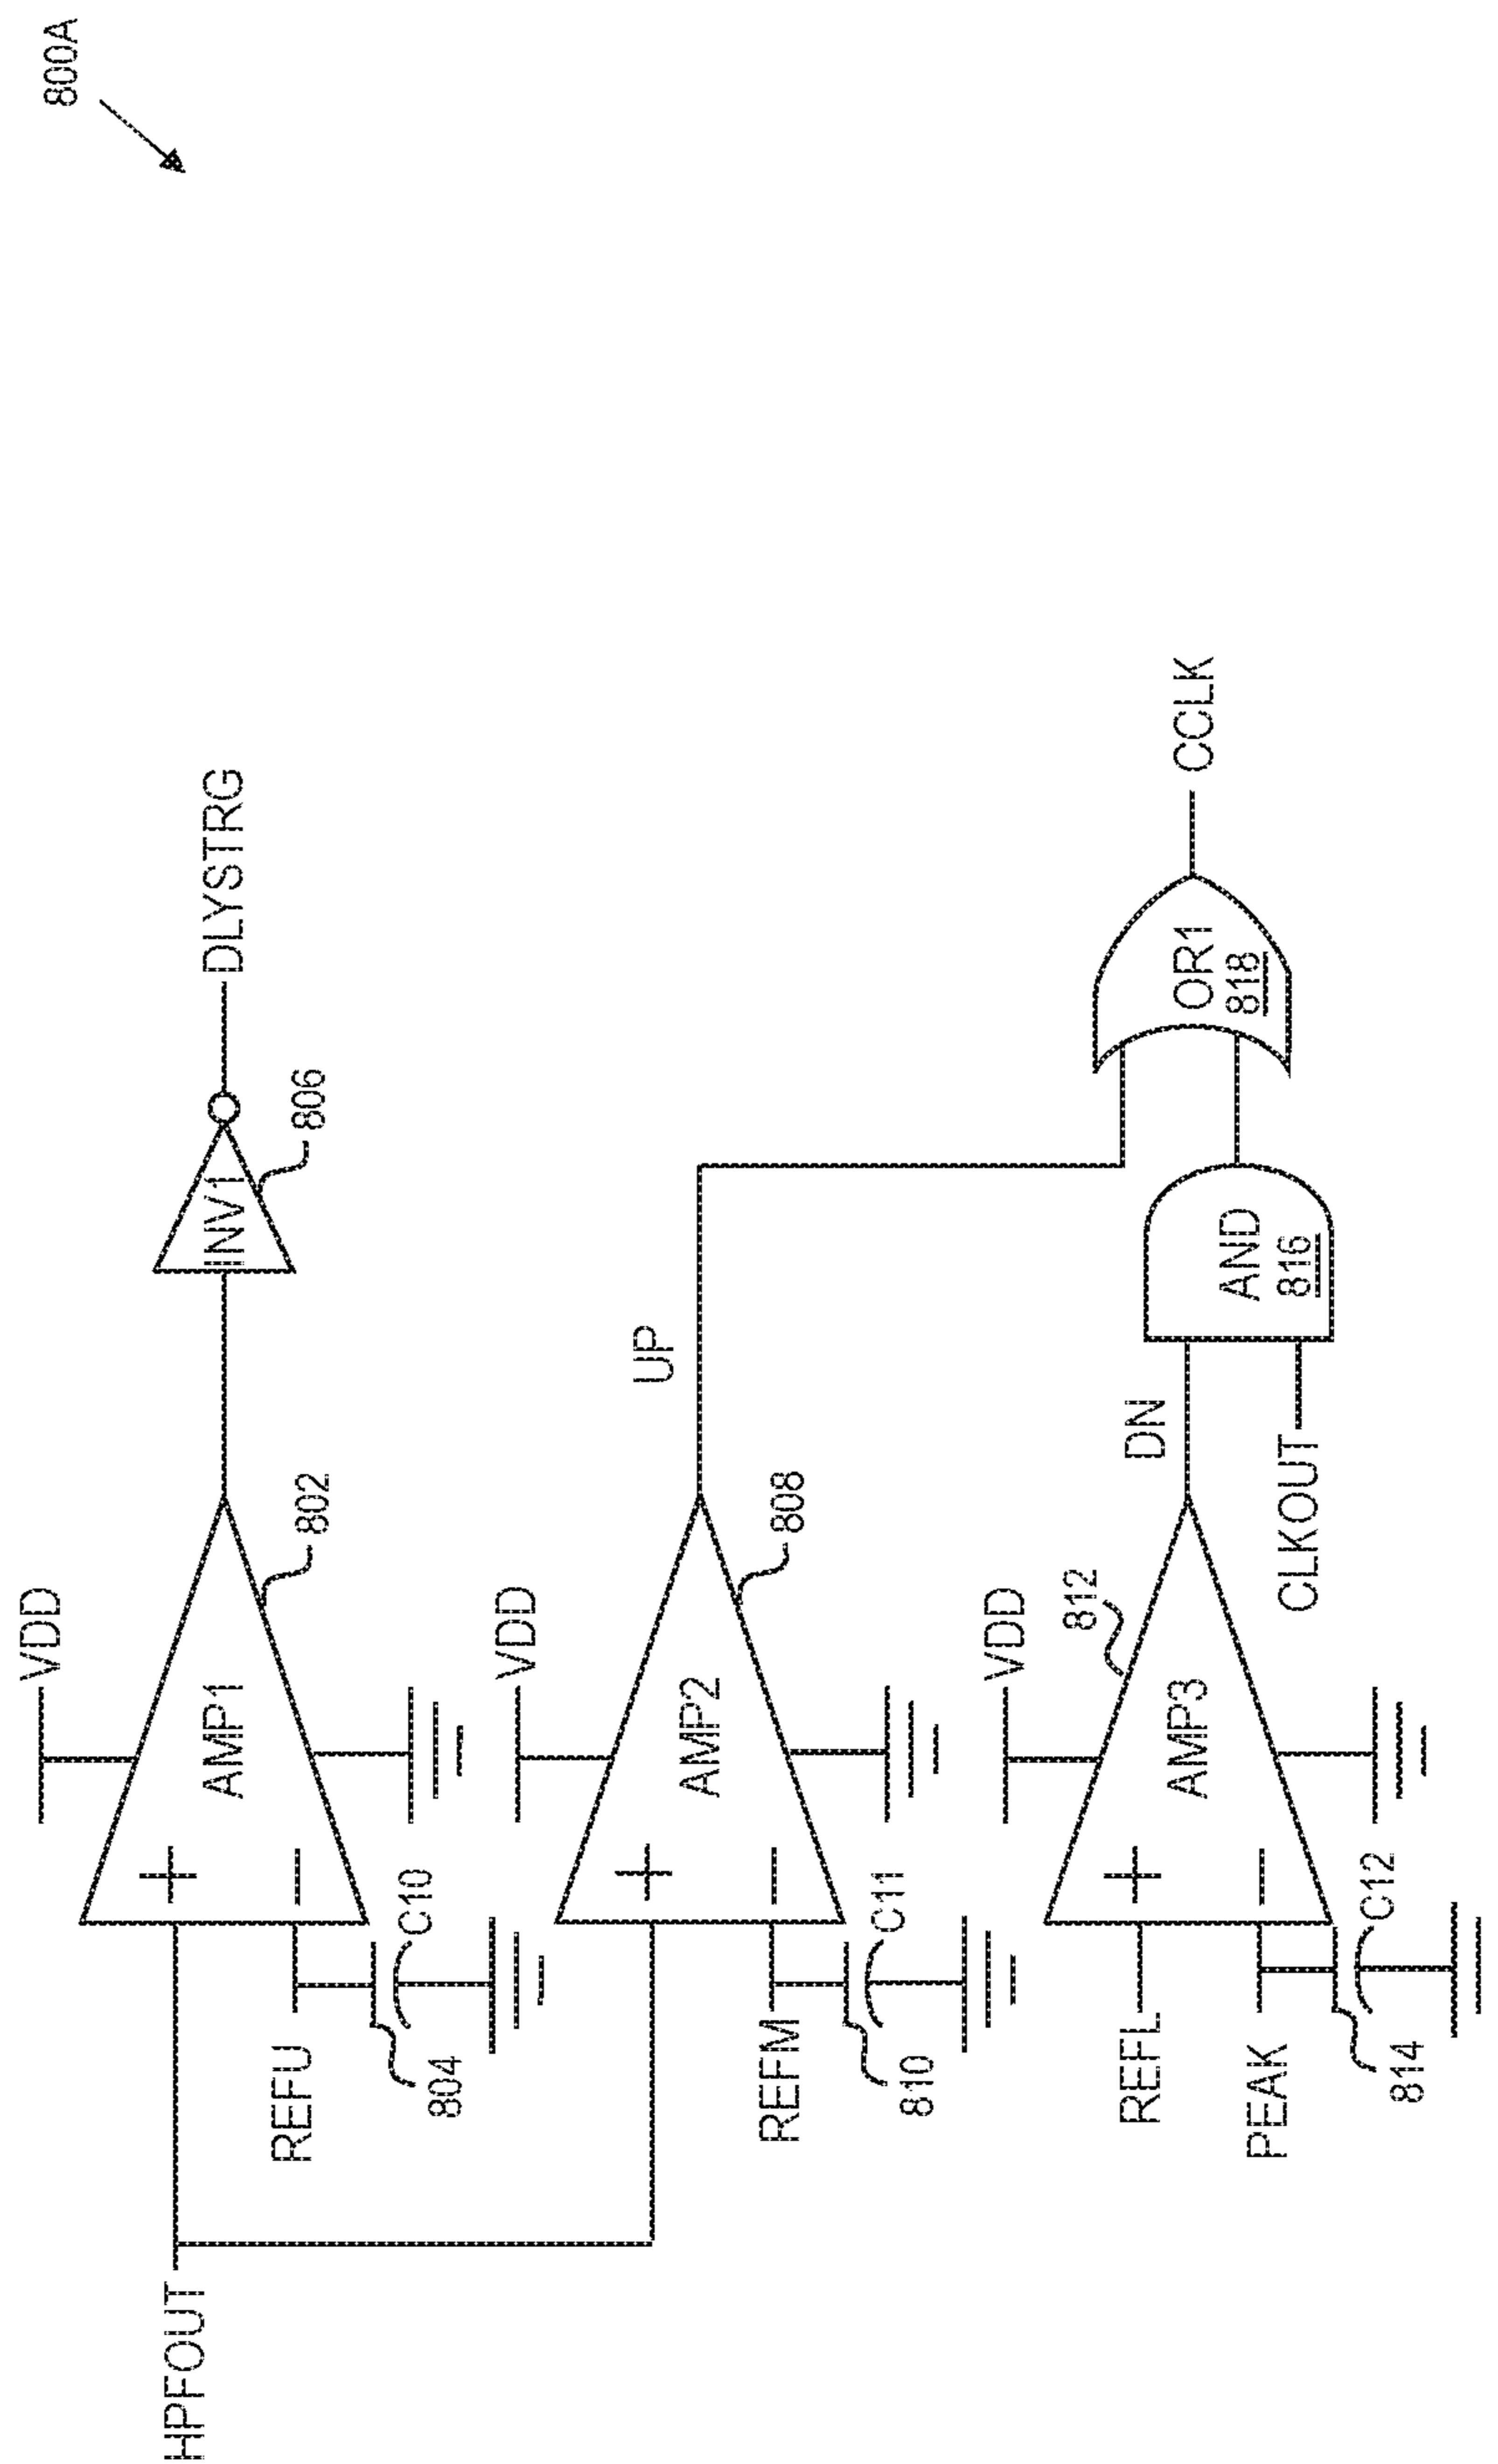 800A
VDD
HPFOUT
+
AMP1
802
INV1
806
DLYSTRG
REFU
−
C10
804
VDD
+
AMP2
808
UP
REFM
−
C11
810
VDD
812
REFL
+
AMP3
DN
PEAK
−
C12
814
CLKOUT
AND
816
OR1
818
CCLK